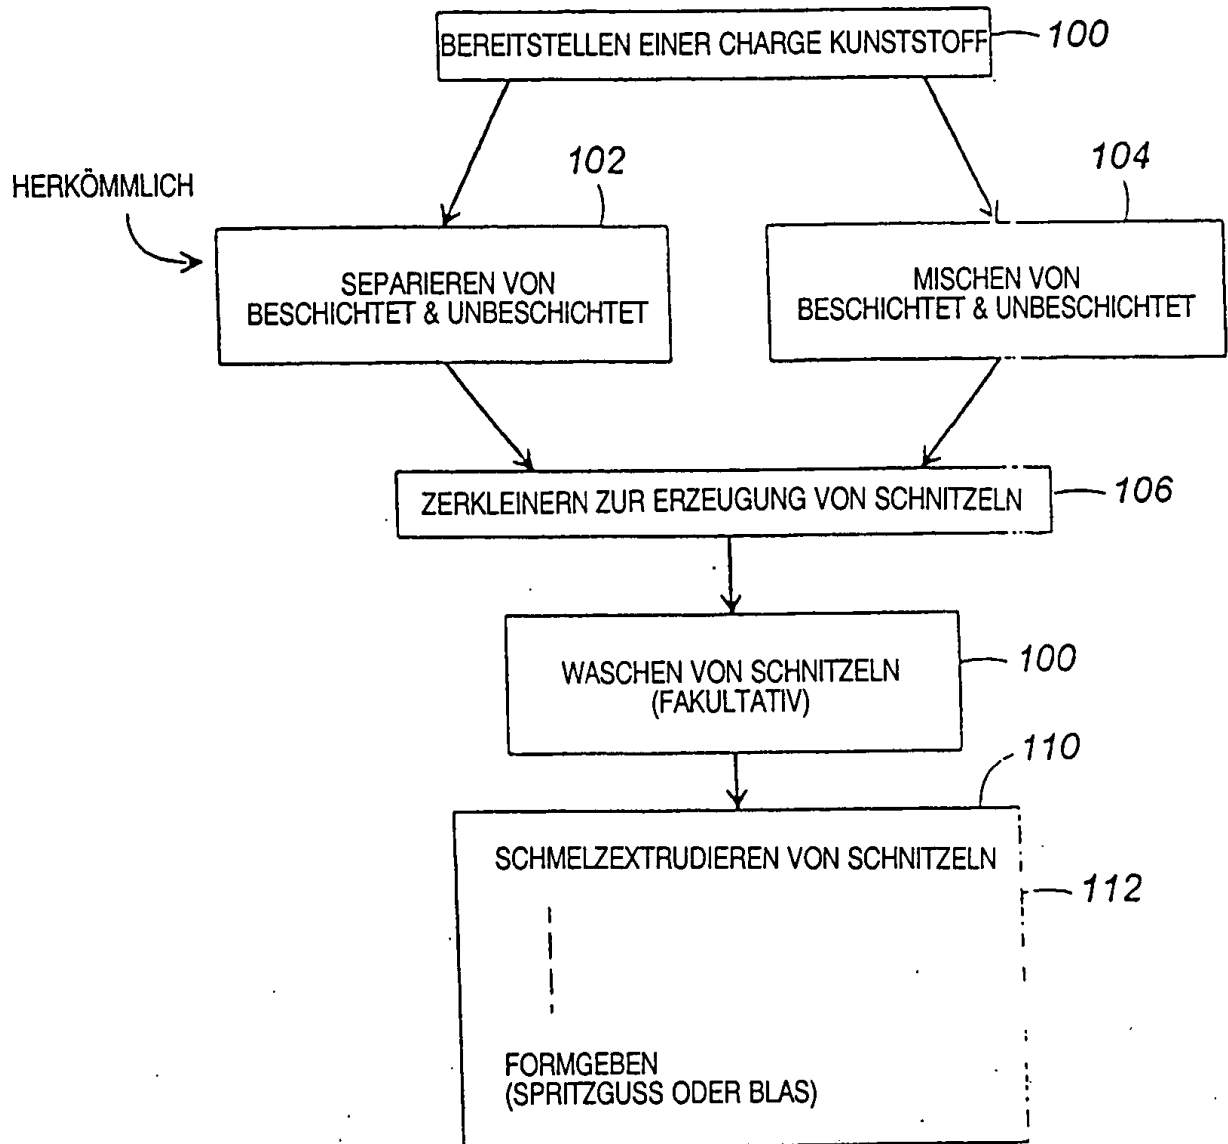 BEREITSTELLEN EINER CHARGE KUNSTSTOFF 100
102
104
HERKÖMMLICH
SEPARIEREN VON
BESCHICHTET & UNBESCHICHTET
MISCHEN VON
BESCHICHTET & UNBESCHICHTET
ZERKLEINERN ZUR ERZEUGUNG VON SCHNITZELN 106
WASCHEN VON SCHNITZELN
(FAKULTATIV)
100
110
SCHMELZEXTRUDIEREN VON SCHNITZELN
112
FORMGEBEN
(SPRITZGUSS ODER BLAS)